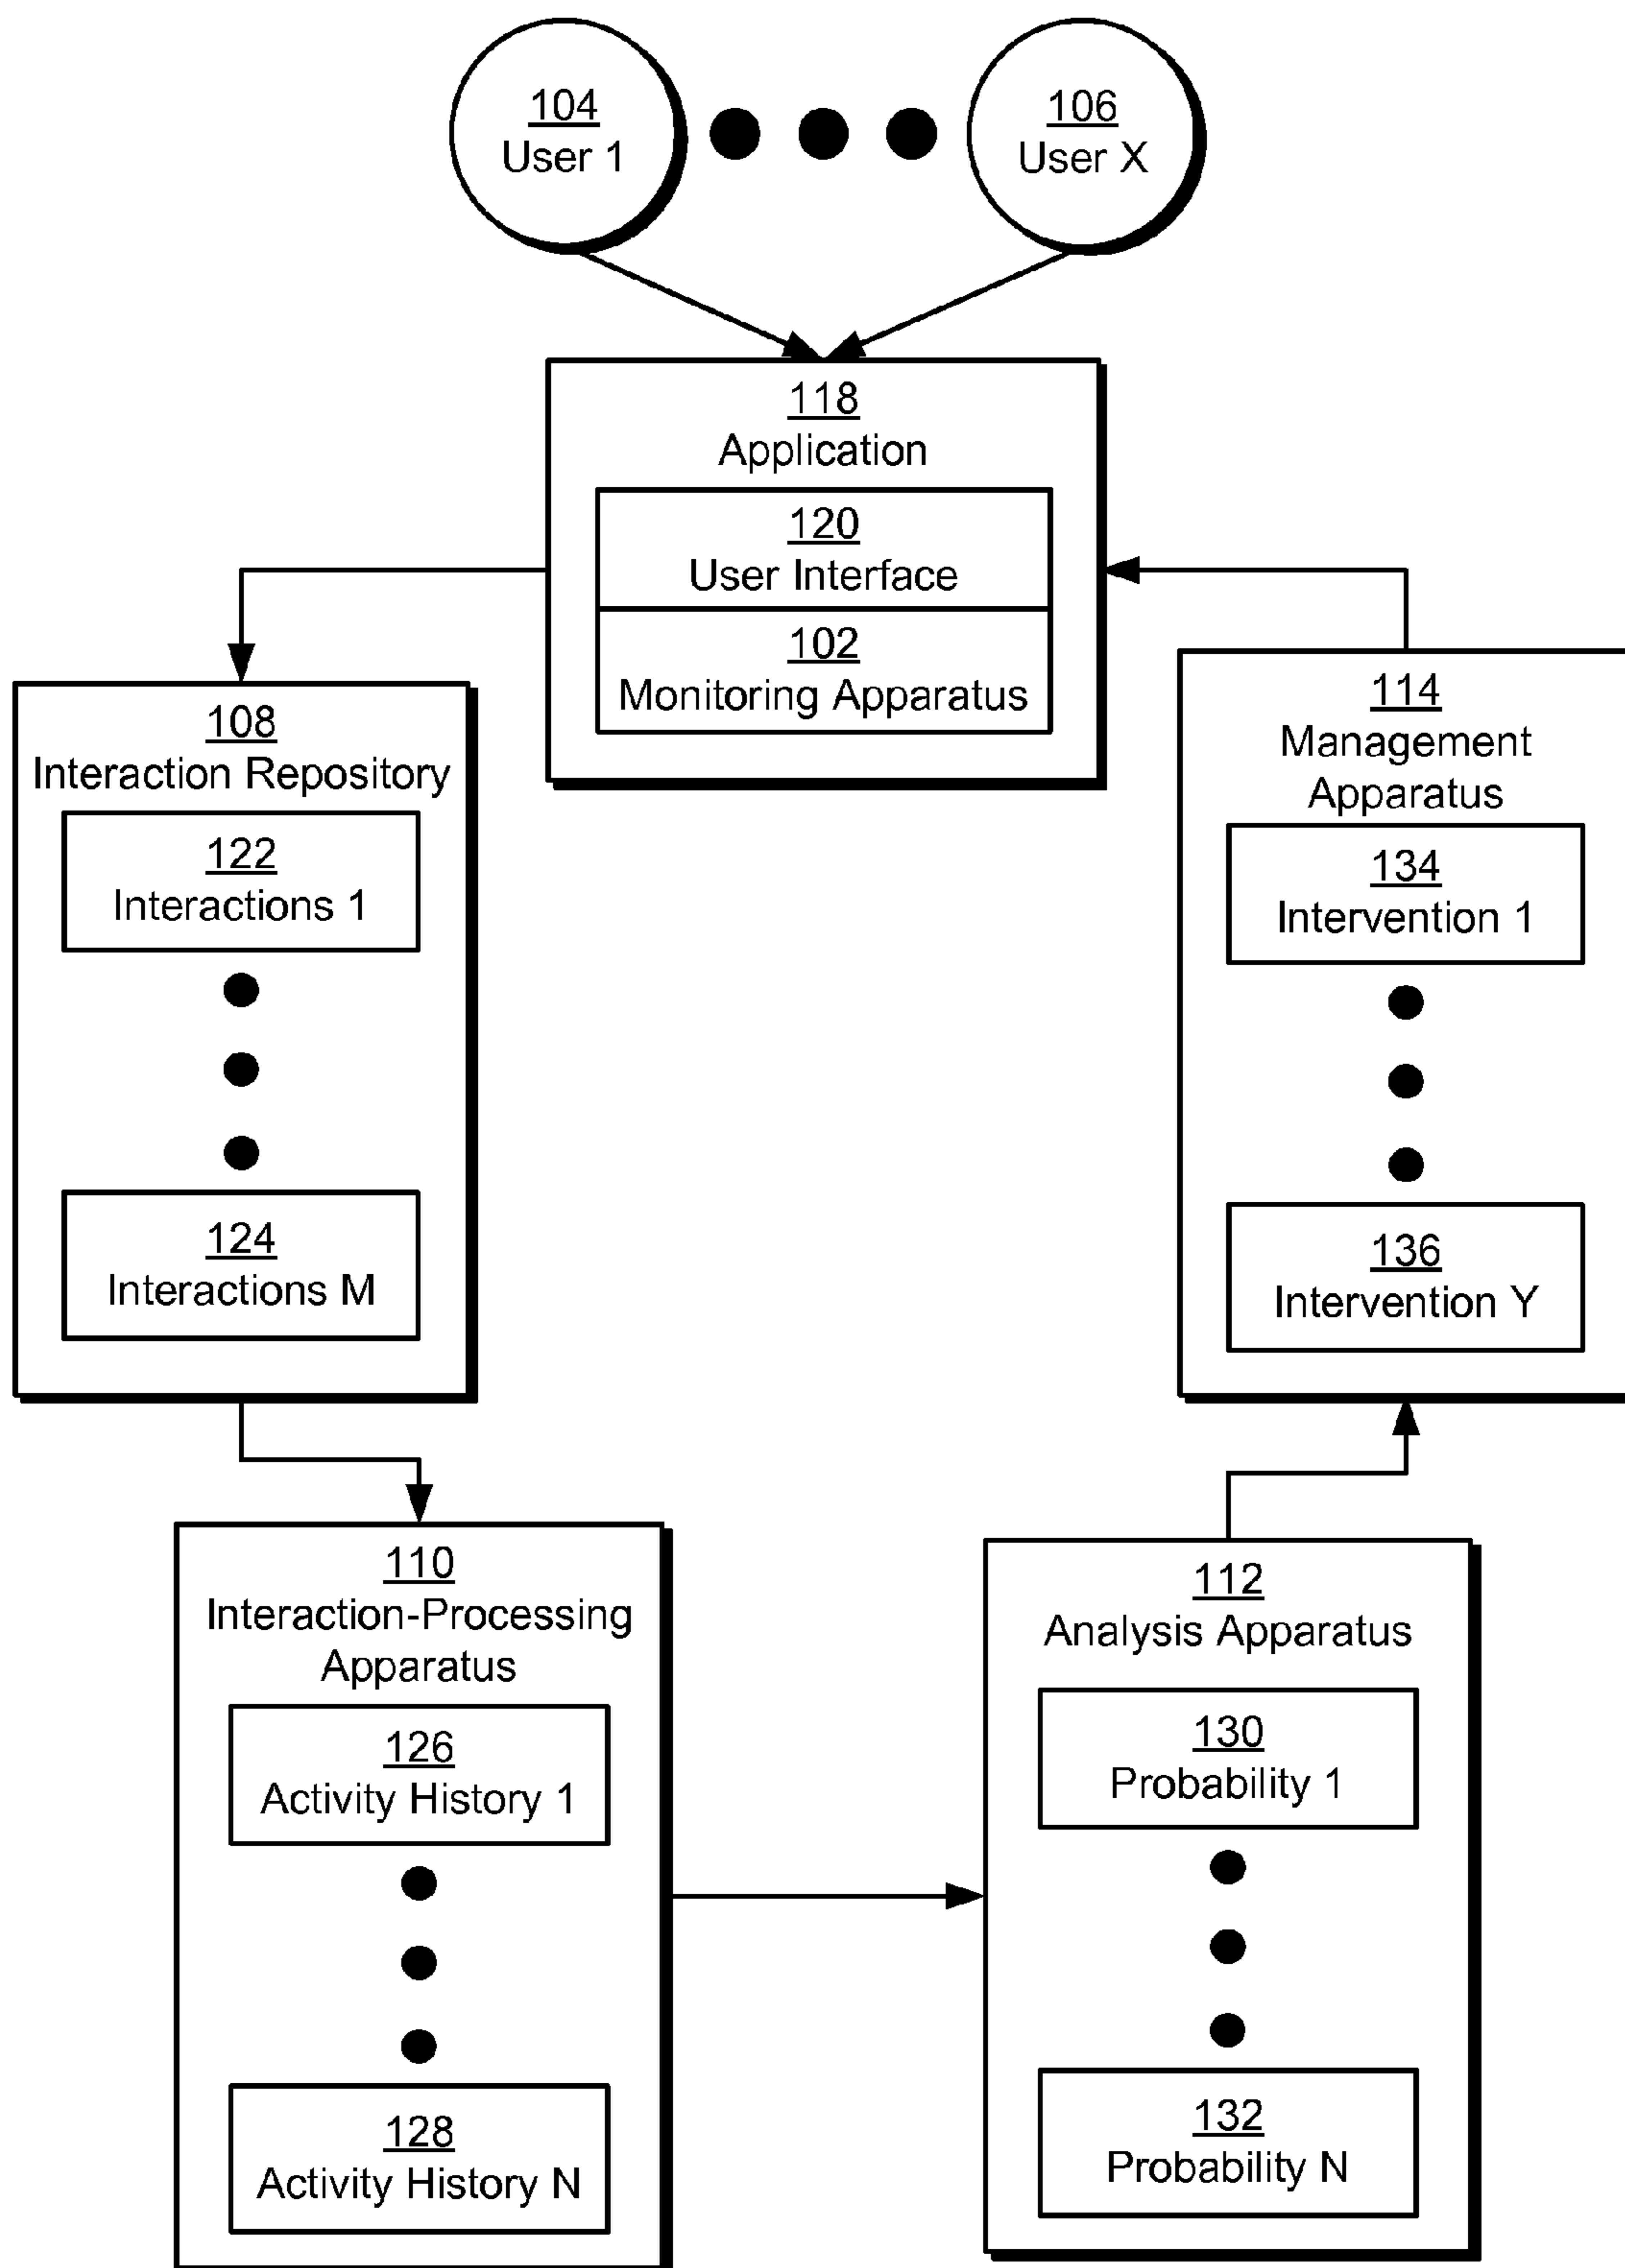 104
User 1
106
User X
118
Application
120
User Interface
102
Monitoring Apparatus
108
Interaction Repository
122
Interactions 1
124
Interactions M
114
Management
Apparatus
134
Intervention 1
136
Intervention Y
110
Interaction-Processing
Apparatus
126
Activity History 1
128
Activity History N
112
Analysis Apparatus
130
Probability 1
132
Probability N